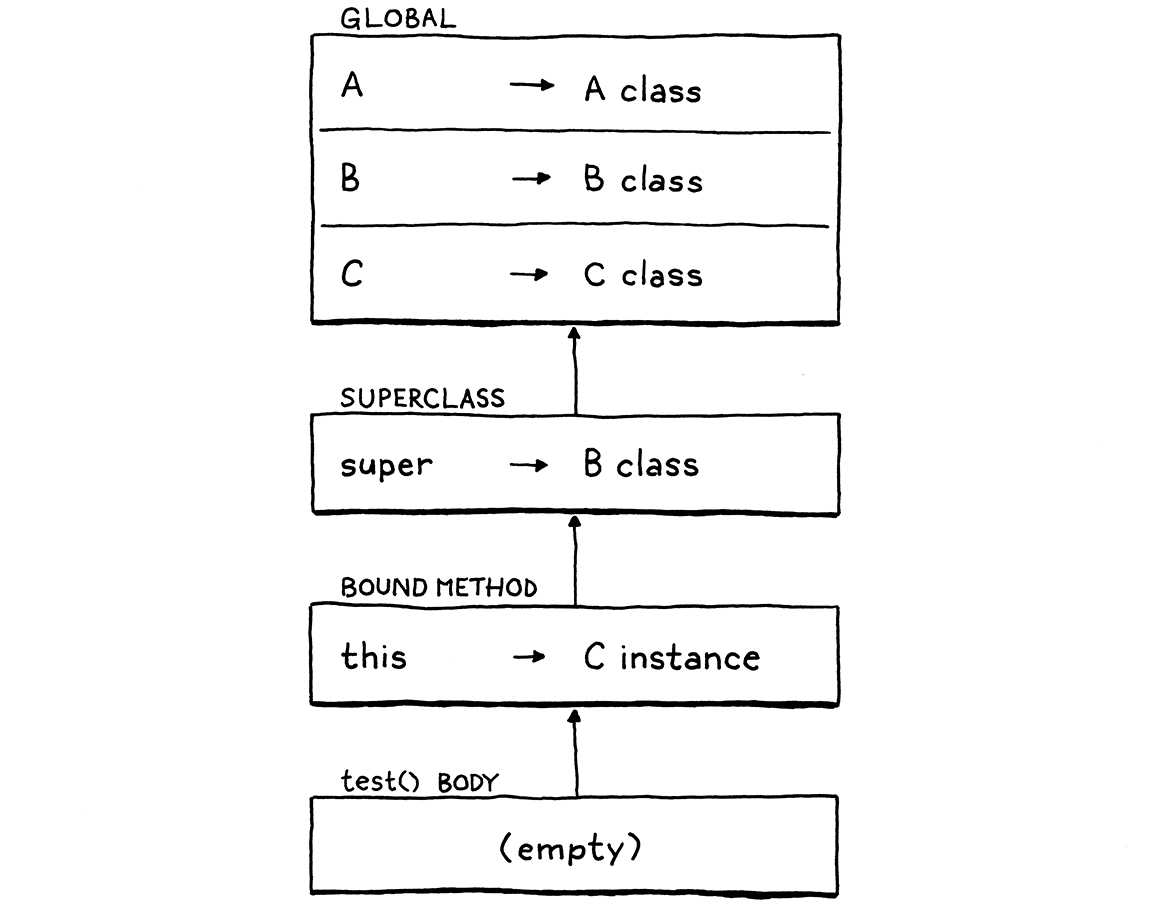 GLOBAL
A → A class
B → B class
C → C class
SUPERCLASS
super → B class
BOUND METHOD
this → C instance
test() BODY
(empty)